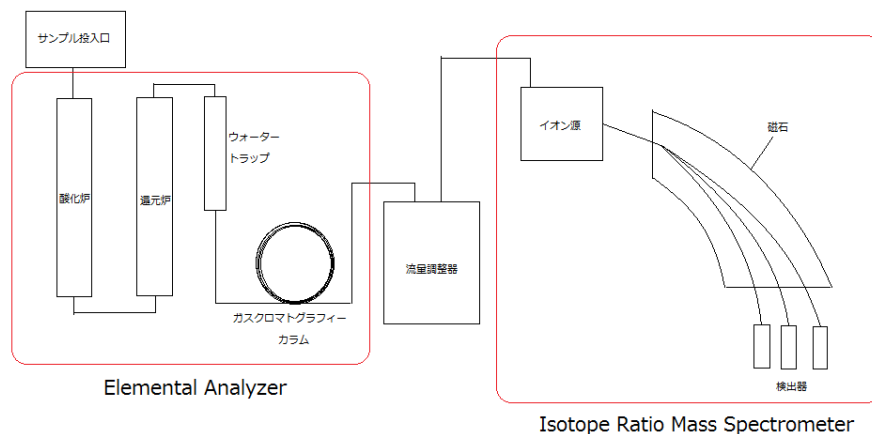 サンプル投入口
酸化炉
還元炉
ウォーター
トラップ
ガスクロマトグラフィー
カラム
Elemental Analyzer
流量調整器
イオン源
磁石
検出器
Isotope Ratio Mass Spectrometer